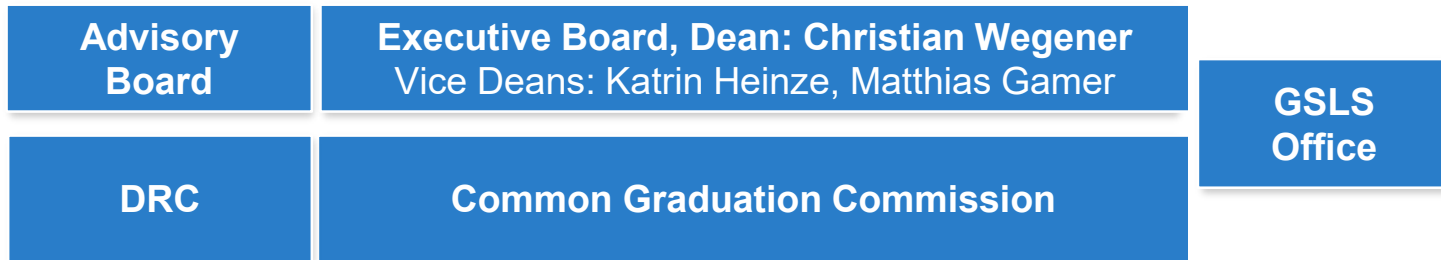 Advisory
Board
Executive Board, Dean: Christian Wegener
Vice Deans: Katrin Heinze, Matthias Gamer
GSLS
Office
DRC
Common Graduation Commission